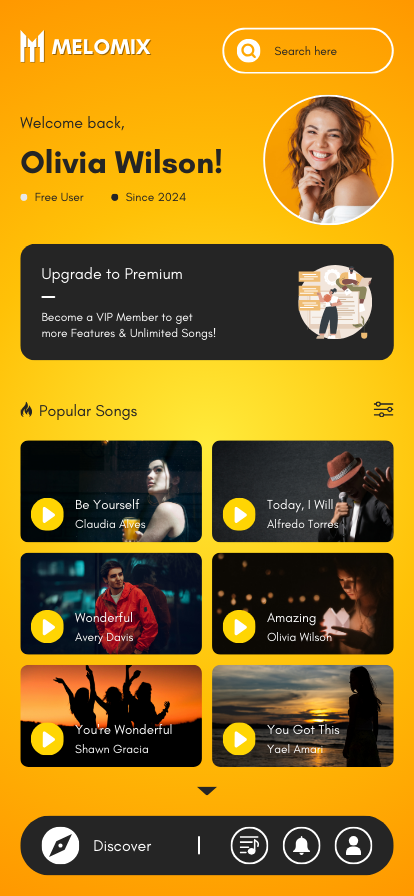 MELOMIX
Search here
Welcome back,
Olivia Wilson!
Free User
Since 2024
Upgrade to Premium
Become a VIP Member to get
more Features & Unlimited Songs!
Popular Songs
Be Yourself
Claudia Alves
Today, I Will
Alfredo Torres
Wonderful
Avery Davis
Amazing
Olivia Wilson
You're Wonderful
Shawn Gracia
You Got This
Yael Amari
Discover